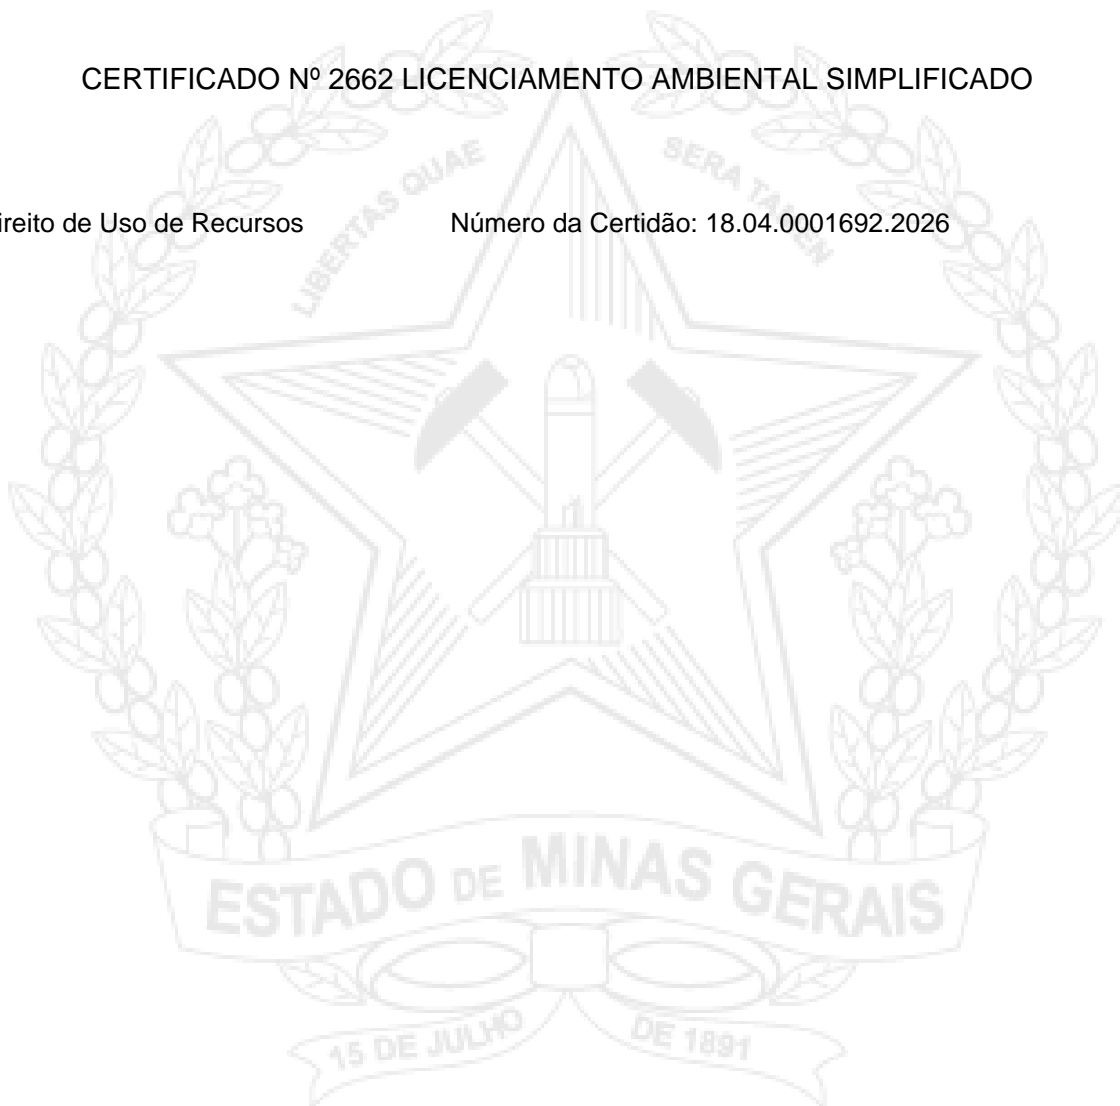 CERTIFICADO Nº 2662 LICENCIAMENTO AMBIENTAL SIMPLIFICADO
LIBERTAS QUAE SERA TAMEN
ireito de Uso de Recursos Número da Certidão: 18.04.0001692.2026
ESTADO DE MINAS GERAIS
15 DE JULHO DE 1891